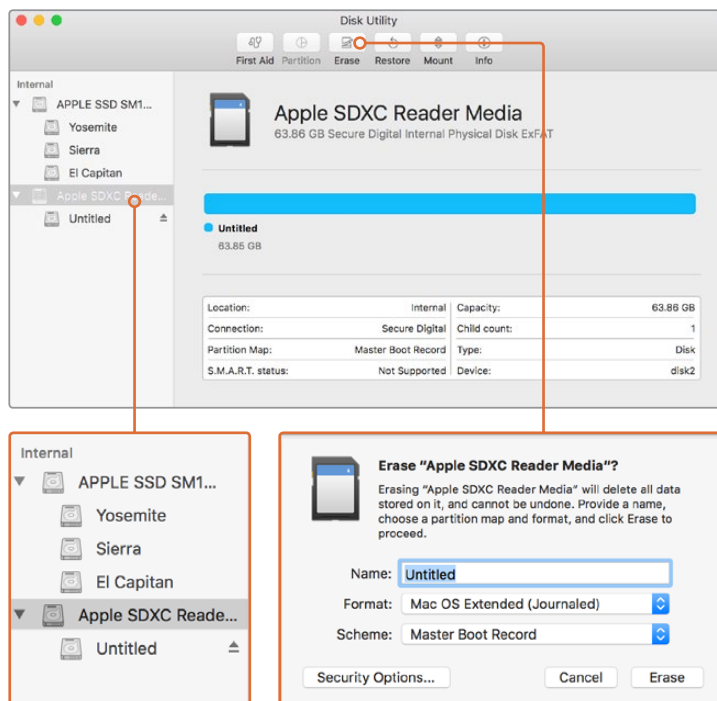 Disk Utility
First Aid Partition Erase Restore Mount Info
Internal
APPLE SSD SM1...
Yosemite
Sierra
El Capitan
Apple SDXC Reade...
Untitled
Apple SDXC Reader Media
63.86 GB Secure Digital Internal Physical Disk ExFAT
Untitled
63.85 GB
Location: Internal Capacity: 63.86 GB
Connection: Secure Digital Child count: 1
Partition Map: Master Boot Record Type: Disk
S.M.A.R.T. status: Not Supported Device: disk2
Internal
APPLE SSD SM1...
Yosemite
Sierra
El Capitan
Apple SDXC Reade...
Untitled
Erase “Apple SDXC Reader Media”?
Erasing “Apple SDXC Reader Media” will delete all data
stored on it, and cannot be undone. Provide a name,
choose a partition map and format, and click Erase to
proceed.
Name: Untitled
Format: Mac OS Extended (Journaled)
Scheme: Master Boot Record
Security Options... Cancel Erase